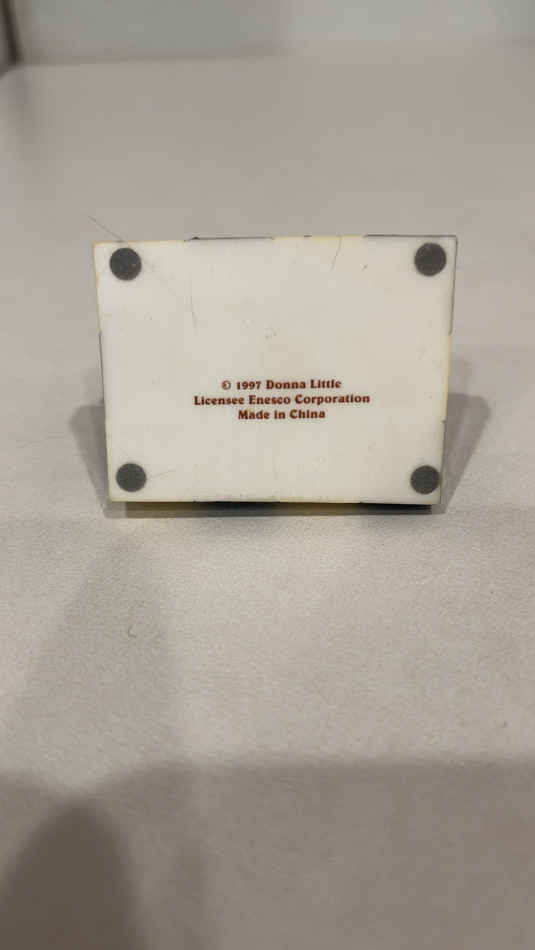 © 1997 Donna Little
Licensee Enesco Corporation
Made in China